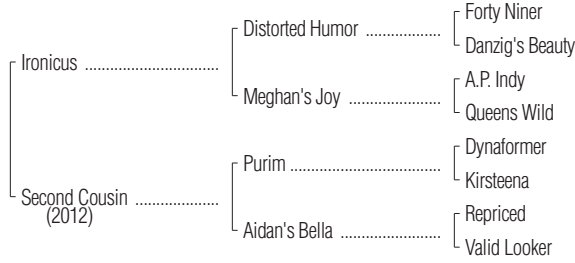 Forty Niner
Distorted Humor ....................
Danzig's Beauty
Ironicus ....................................
A.P. Indy
Meghan's Joy .......................
Queens Wild
Dynaformer
Purim ........................................
Kirsteena
Second Cousin ......................
(2012)
Repriced
Aidan's Bella ..........................
Valid Looker